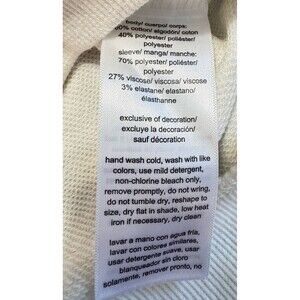 body/ cuerpo/ corps:
60% cotton/ algodón/ coton
40% polyester/ poliéster/
polyester
sleeve/ manga/ manche:
70% polyester/ poliéster/
polyester
27% viscose/ viscosa/ viscose
3% elastane/ elastano/
élasthanne
exclusive of decoration/
excluye la decoración/
sauf décoration
hand wash cold, wash with like
colors, use mild detergent,
non-chlorine bleach only,
remove promptly, do not wring,
do not tumble dry, reshape to
size, dry flat in shade, low heat
iron if necessary, dry clean
lavar a mano con agua fría,
lavar con colores similares,
usar detergente suave, usar
blanqueador sin cloro
solamente, remover pronto, no